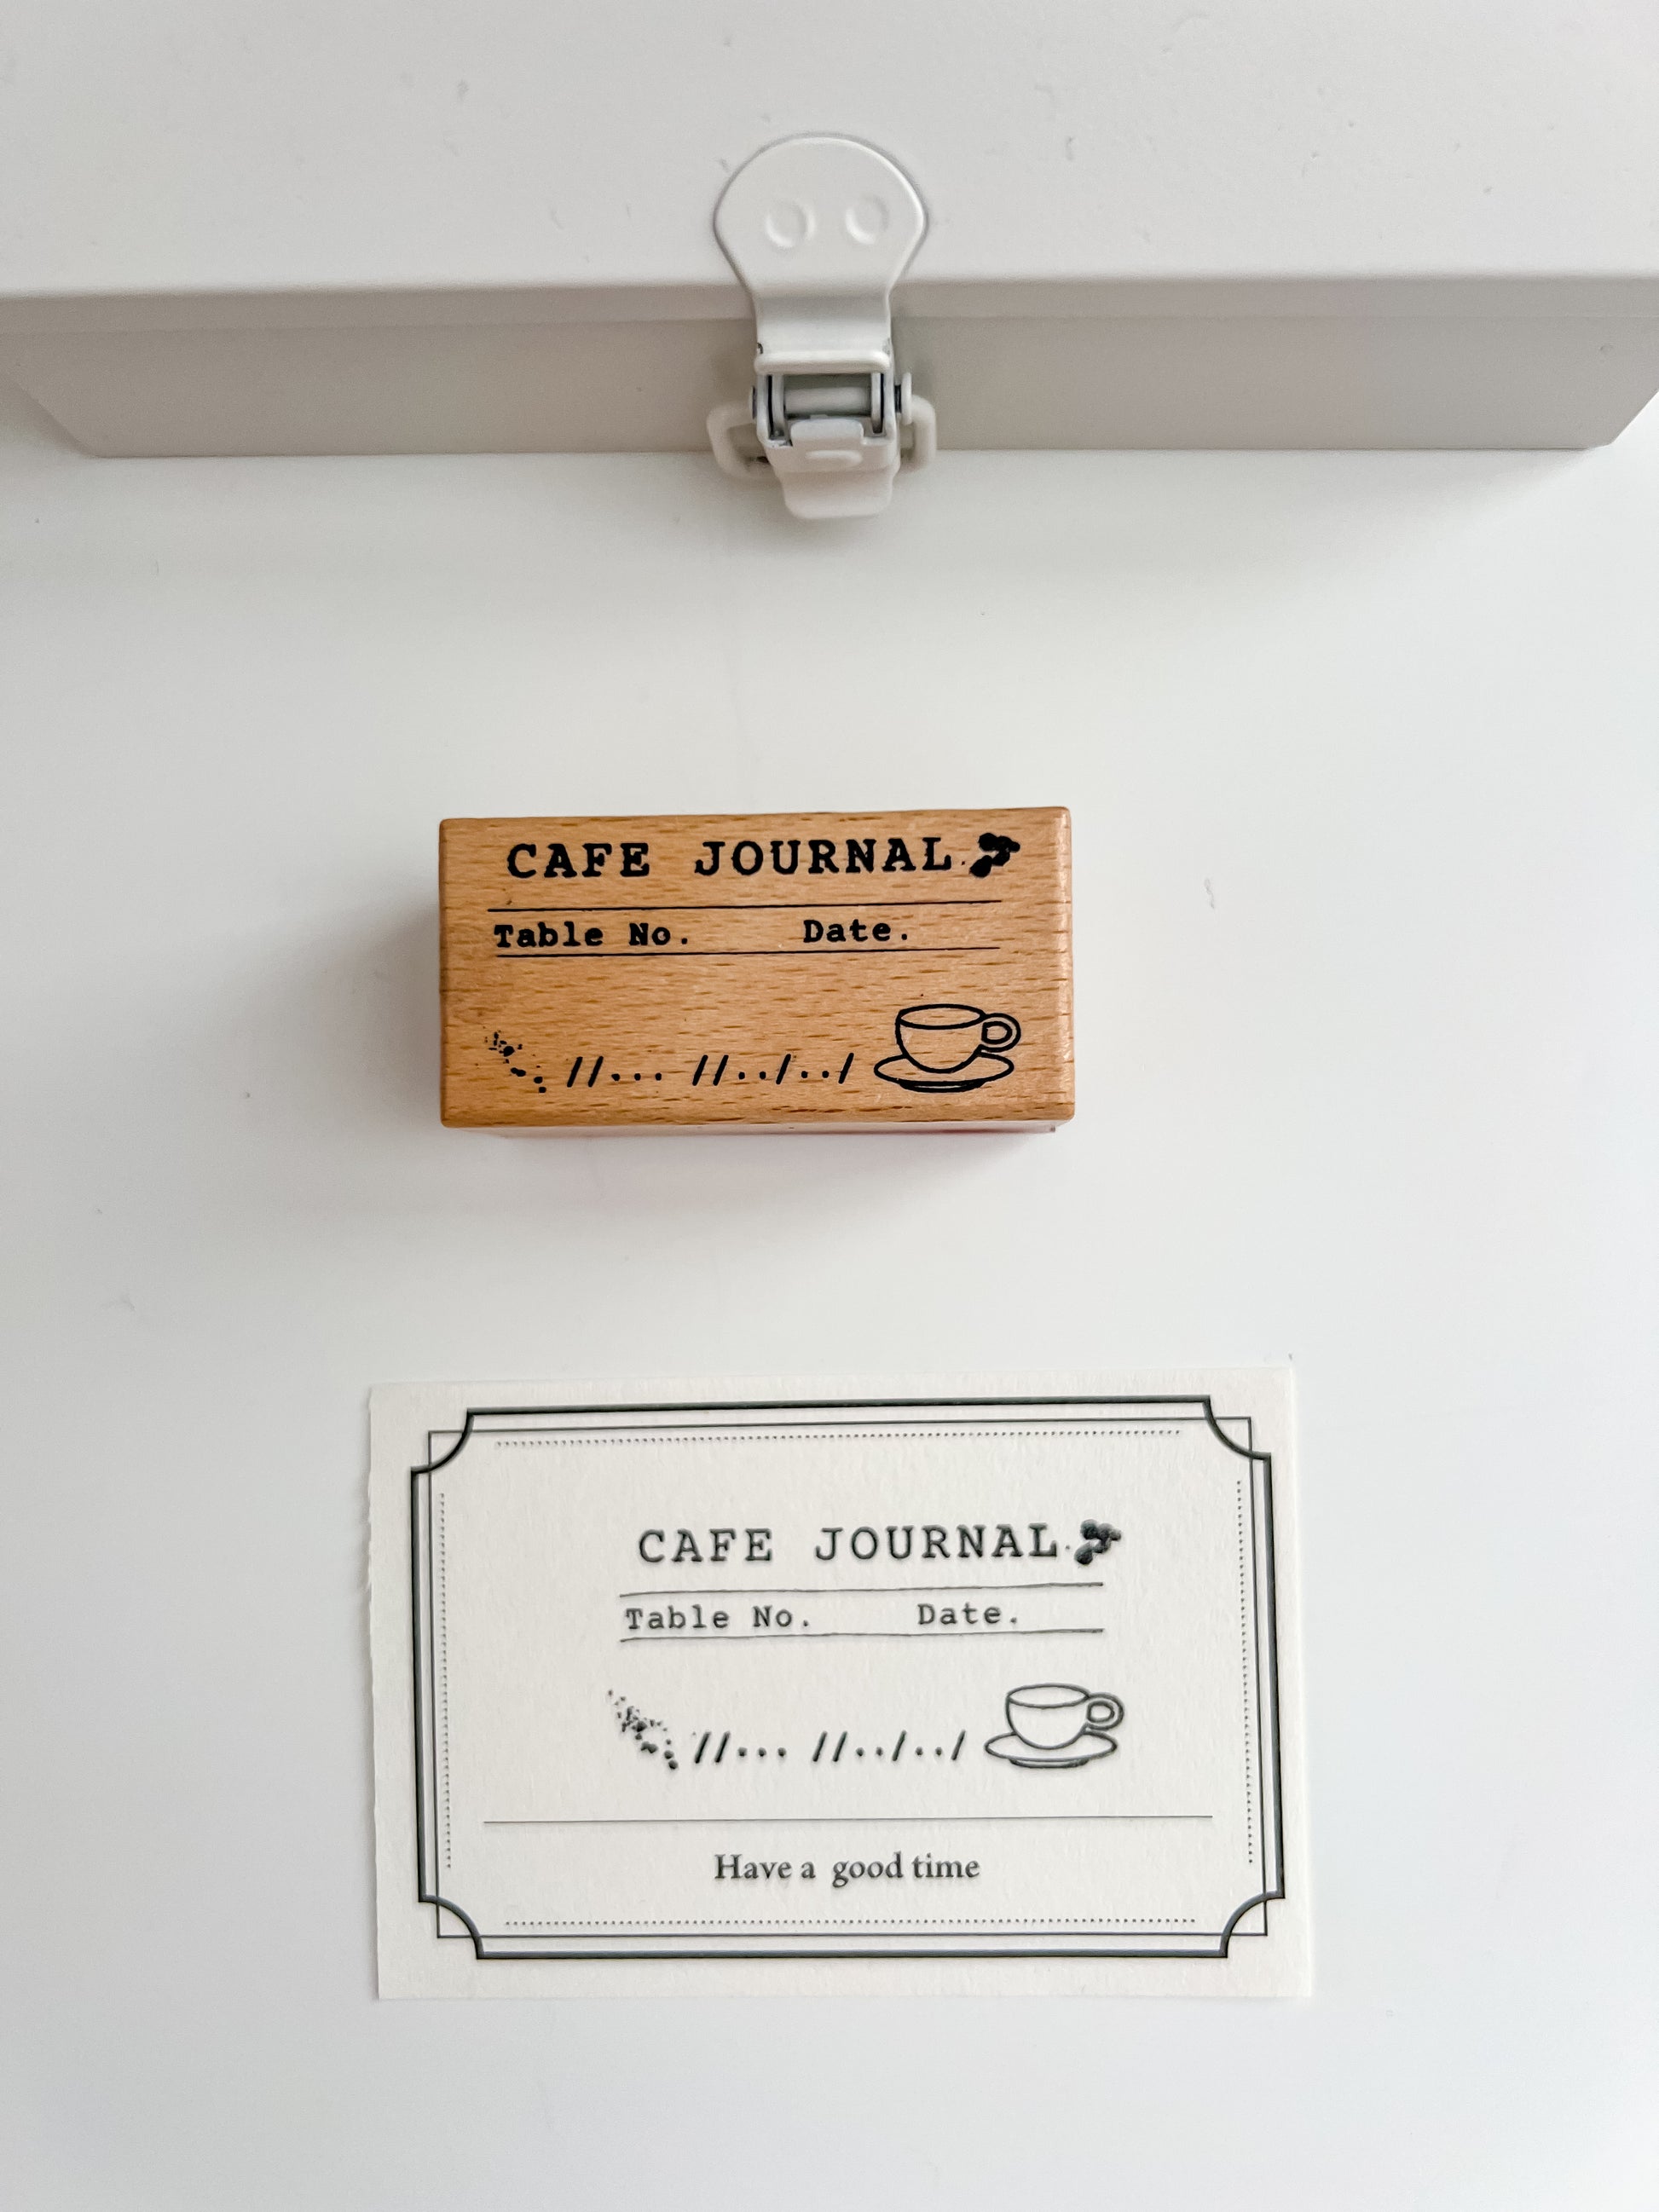 CAFE JOURNAL
Table No. Date.
//... //../../
CAFE JOURNAL
Table No. Date.
//... //../../
Have a good time